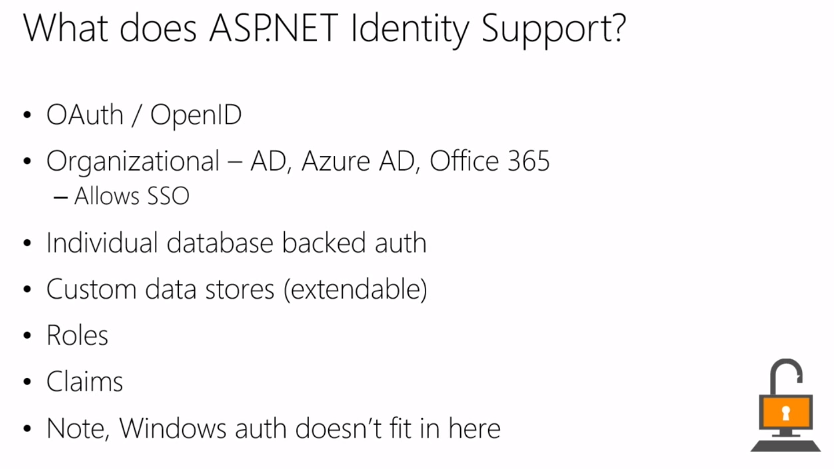 What does ASP.NET Identity Support?
• OAuth / OpenID
• Organizational – AD, Azure AD, Office 365
– Allows SSO
• Individual database backed auth
• Custom data stores (extendable)
• Roles
• Claims
• Note, Windows auth doesn’t fit in here